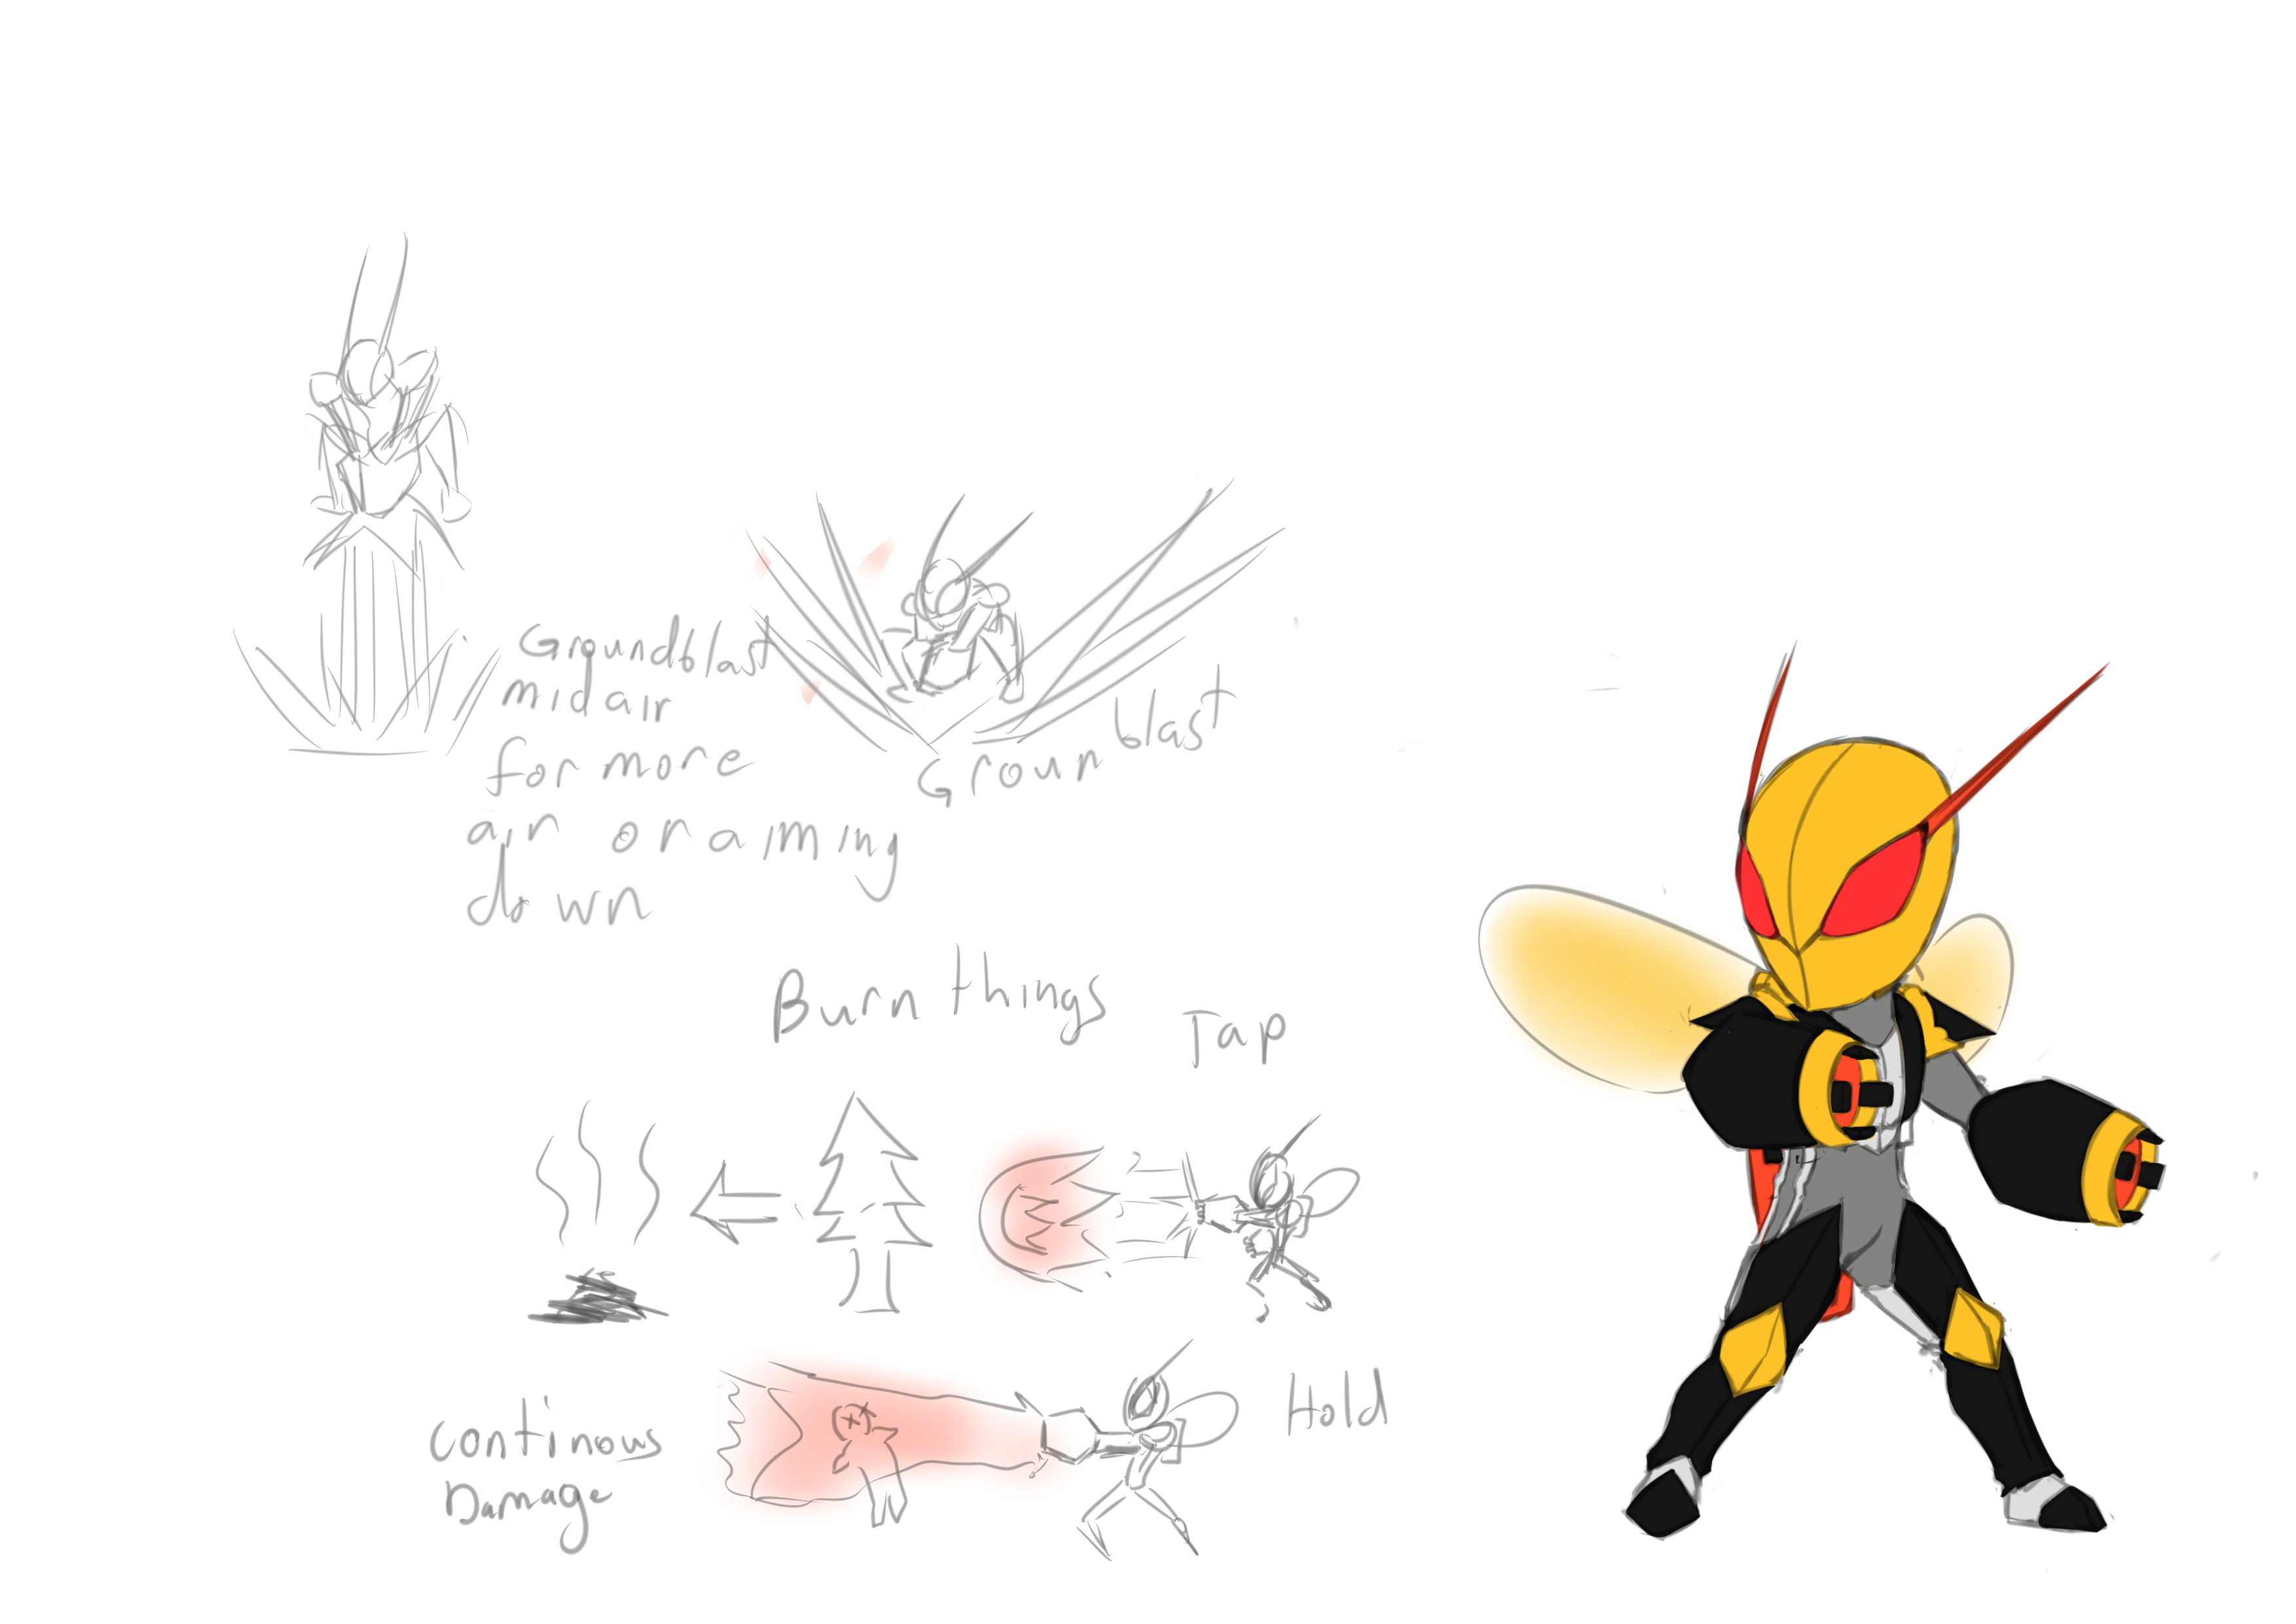 Groundblast
midair
for more
air or aiming
down
Grounblast
Burn things
Tap
Hold
continous
Damage